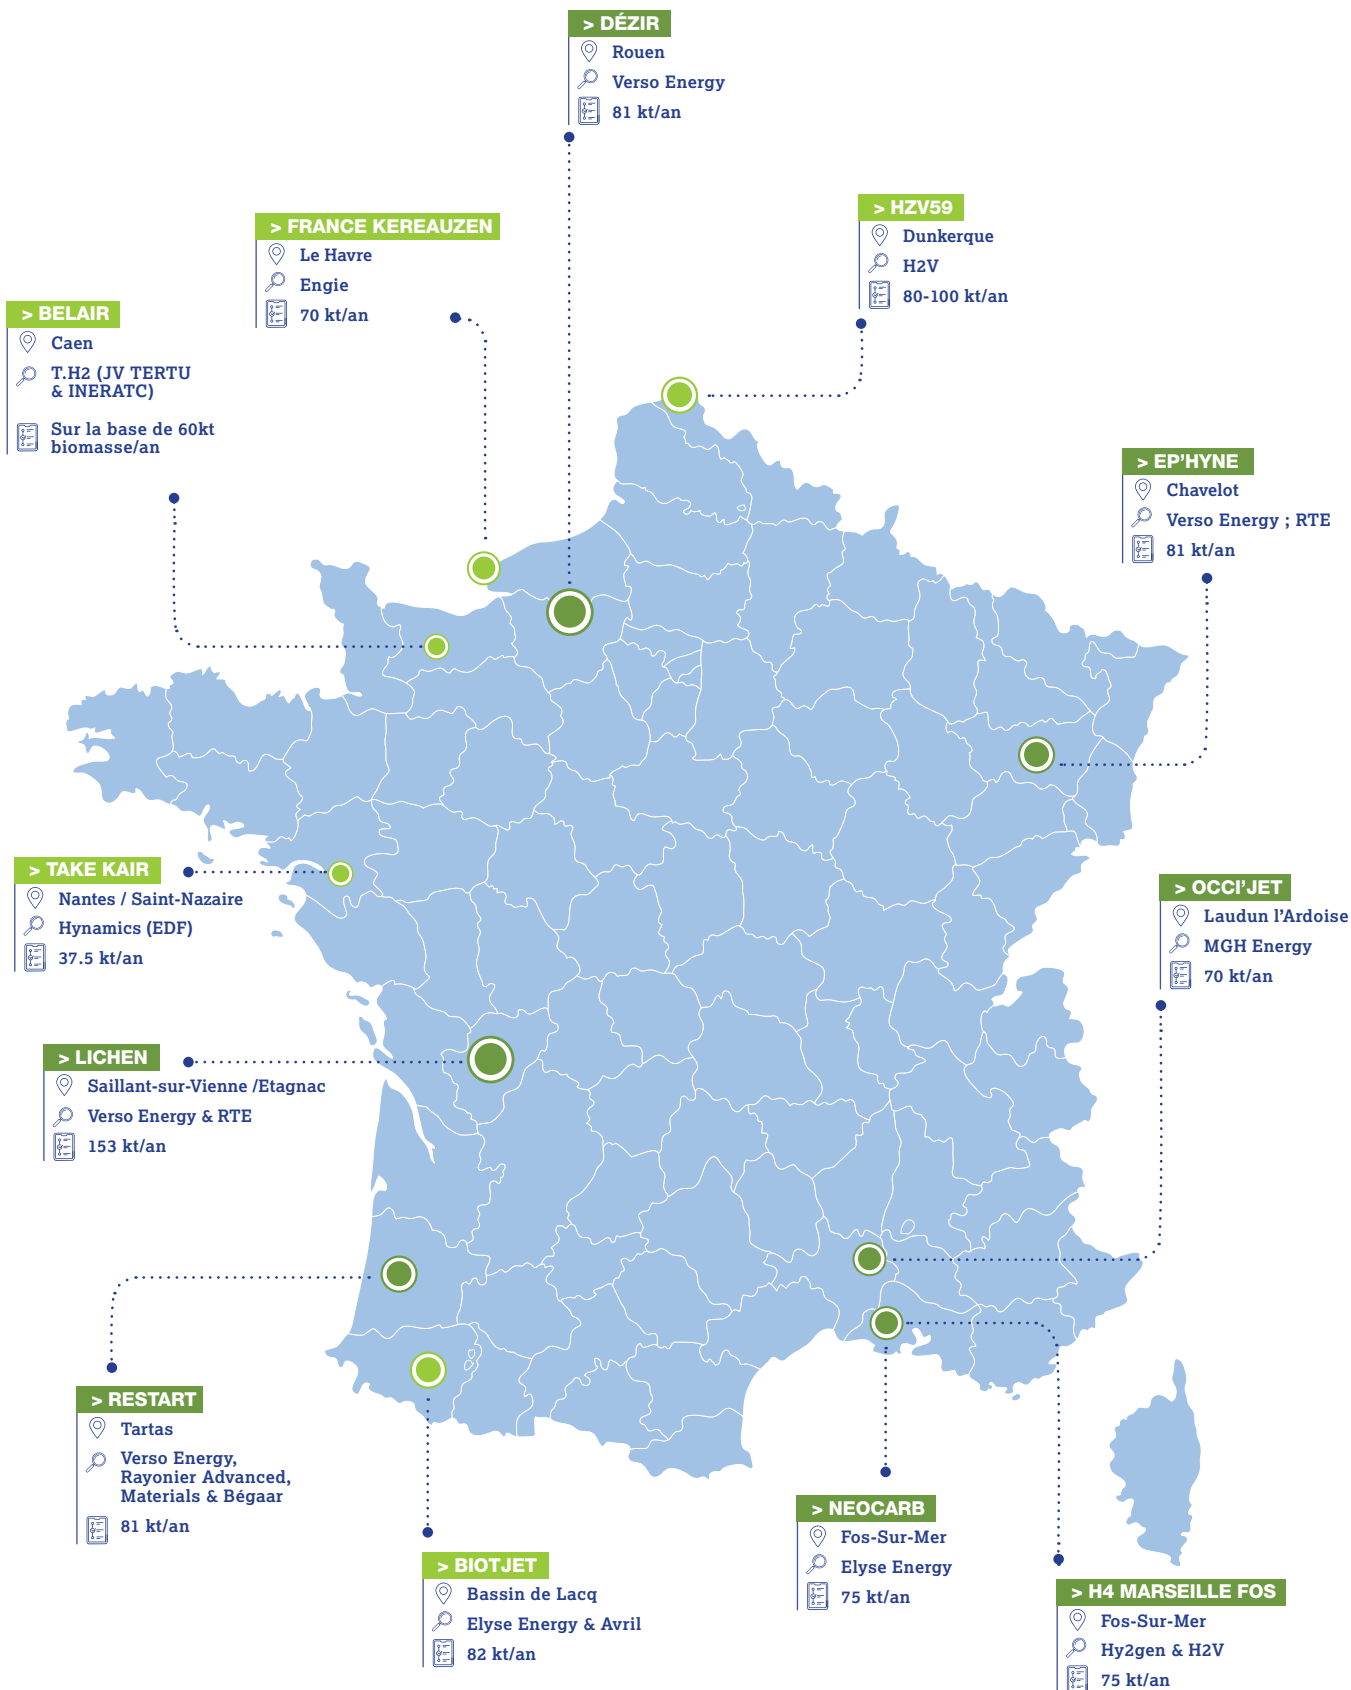 > DÉZIR
Rouen
Verso Energy
81 kt/an
> HZV59
Dunkerque
H2V
80-100 kt/an
> FRANCE KEREAUZEN
Le Havre
Engie
70 kt/an
> BELAIR
Caen
T.H2 (JV TERTU
& INERATC)
Sur la base de 60kt
biomasse/an
> EP'HYNE
Chavelot
Verso Energy ; RTE
81 kt/an
> TAKE KAIR
Nantes / Saint-Nazaire
Hynamics (EDF)
37.5 kt/an
> OCCI'JET
Laudun l'Ardoise
MGH Energy
70 kt/an
> LICHEN
Saillant-sur-Vienne /Etagnac
Verso Energy & RTE
153 kt/an
> RESTART
Tartas
Verso Energy,
Rayonier Advanced,
Materials & Bégaar
81 kt/an
> BIOTJET
Bassin de Lacq
Elyse Energy & Avril
82 kt/an
> NEOCARB
Fos-Sur-Mer
Elyse Energy
75 kt/an
> H4 MARSEILLE FOS
Fos-Sur-Mer
Hy2gen & H2V
75 kt/an